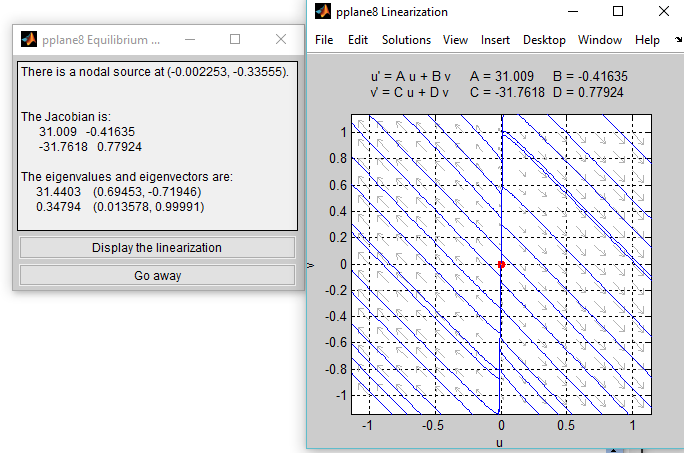 pplane8 Equilibrium ...
There is a nodal source at (-0.002253, -0.33555).
The Jacobian is:
31.009 -0.41635
-31.7618 0.77924
The eigenvalues and eigenvectors are:
31.4403 (0.69453, -0.71946)
0.34794 (0.013578, 0.99991)
Display the linearization
Go away
pplane8 Linearization
File Edit Solutions View Insert Desktop Window Help
u' = A u + B v A = 31.009 B = -0.41635
v' = C u + D v C = -31.7618 D = 0.77924
1
0.8
0.6
0.4
0.2
0
-0.2
-0.4
-0.6
-0.8
-1
v
-1 -0.5 0 0.5 1
u